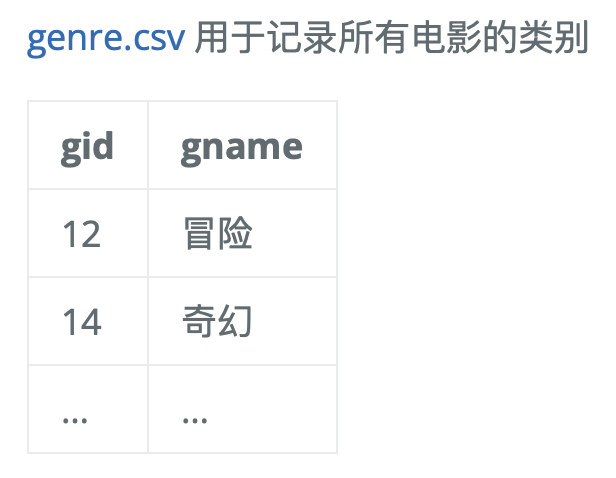 genre.csv 用于记录所有电影的类别
gid gname
12 冒险
14 奇幻
... ...